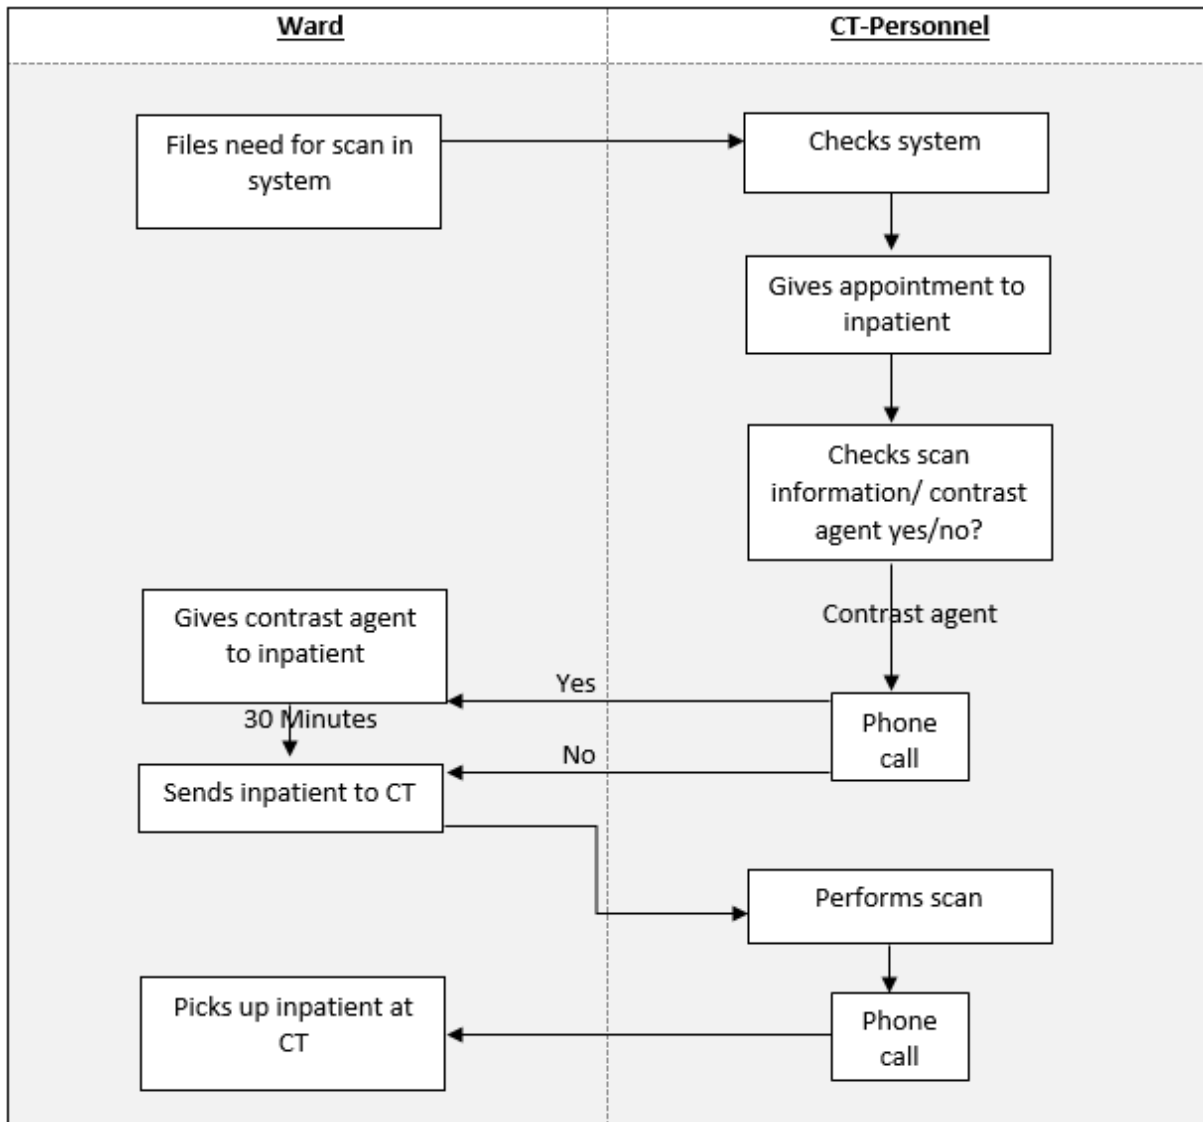 Ward
CT-Personnel
Files need for scan in
system
Checks system
Gives appointment to
inpatient
Checks scan
information/ contrast
agent yes/no?
Contrast agent
Gives contrast agent
to inpatient
Yes
Phone
call
30 Minutes
No
Sends inpatient to CT
Performs scan
Picks up inpatient at
CT
Phone
call